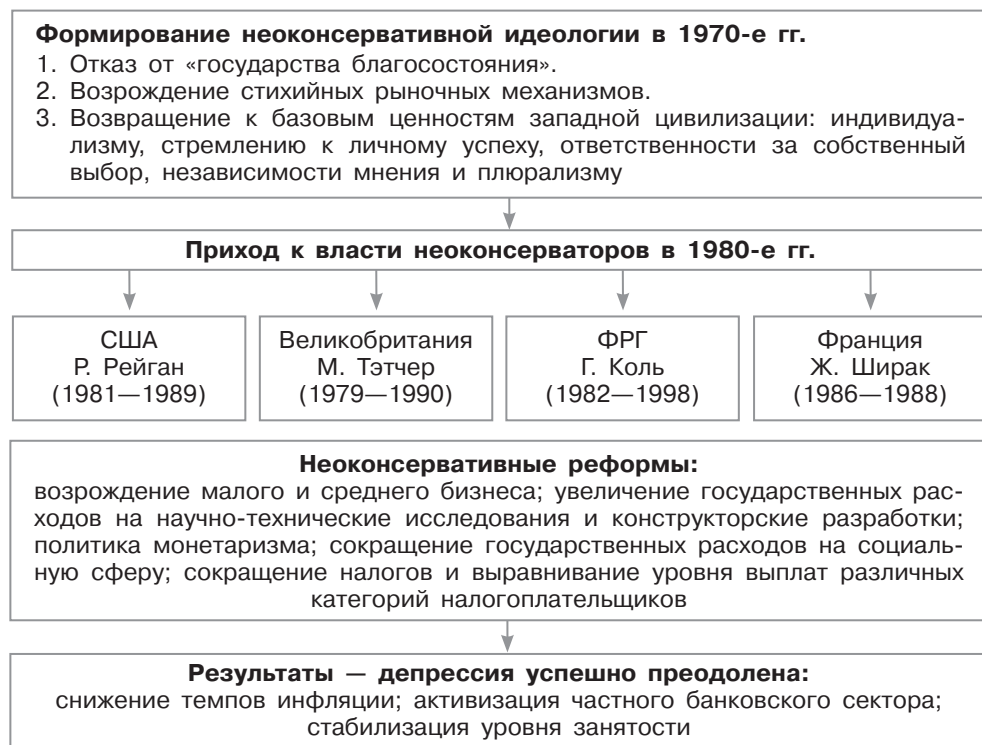 Формирование неоконсервативной идеологии в 1970-е гг.
1. Отказ от «государства благосостояния».
2. Возрождение стихийных рыночных механизмов.
3. Возвращение к базовым ценностям западной цивилизации: индивидуа-
лизму, стремлению к личному успеху, ответственности за собственный
выбор, независимости мнения и плюрализму
Приход к власти неоконсерваторов в 1980-е гг.
США
Р. Рейган
(1981—1989)
Великобритания
М. Тэтчер
(1979—1990)
ФРГ
Г. Коль
(1982—1998)
Франция
Ж. Ширак
(1986—1988)
Неоконсервативные реформы:
возрождение малого и среднего бизнеса; увеличение государственных рас-
ходов на научно-технические исследования и конструкторские разработки;
политика монетаризма; сокращение государственных расходов на социаль-
ную сферу; сокращение налогов и выравнивание уровня выплат различных
категорий налогоплательщиков
Результаты — депрессия успешно преодолена:
снижение темпов инфляции; активизация частного банковского сектора;
стабилизация уровня занятости